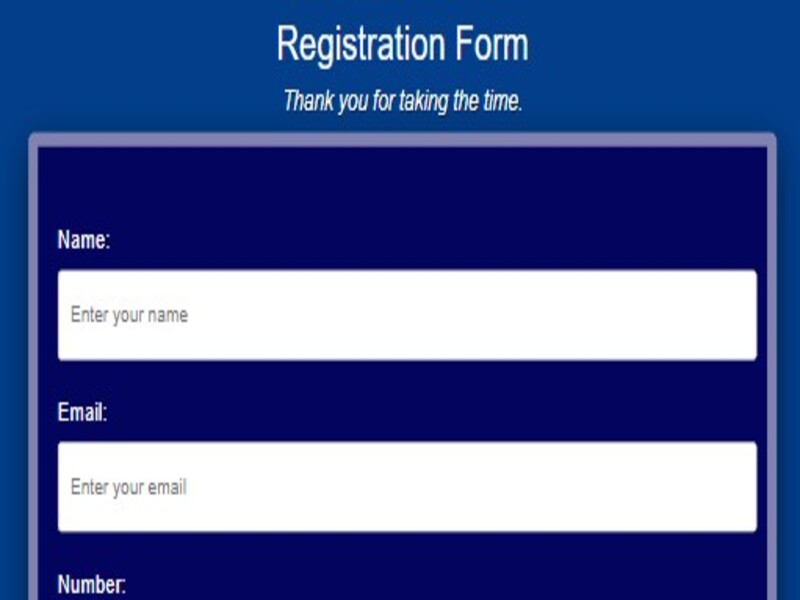 Registration Form
Thank you for taking the time.
Name:
Enter your name
Email:
Enter your email
Number: